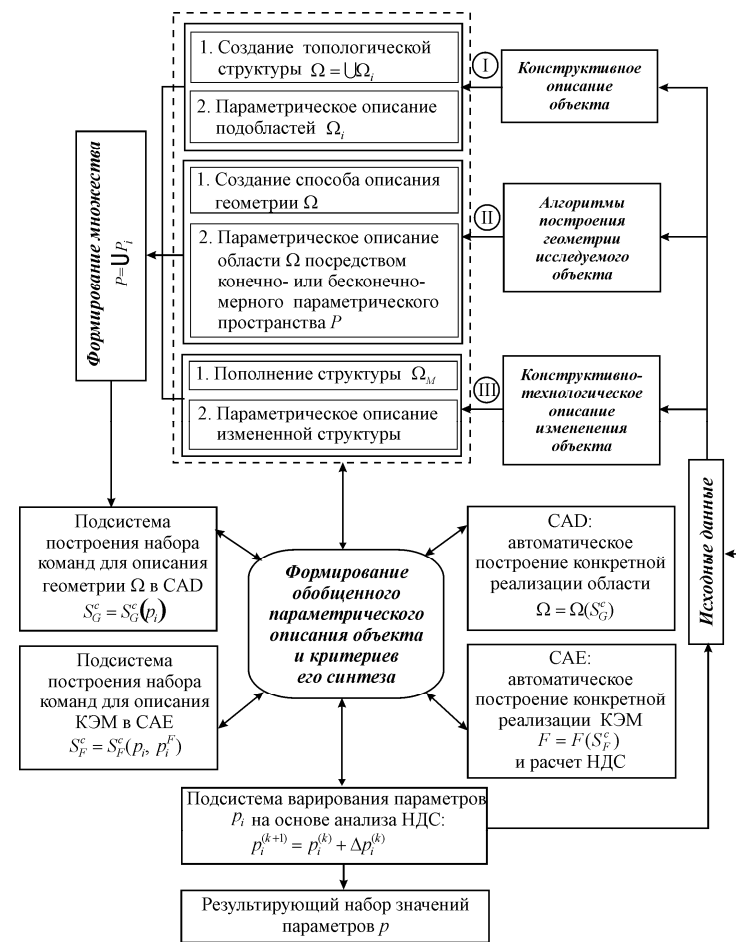 1. Создание топологической
структуры Ω = ⋃Ωᵢ
2. Параметрическое описание
подобластей Ωᵢ
I
Конструктивное
описание
объекта
Формирование множества
P=⋃Pᵢ
1. Создание способа описания
геометрии Ω
2. Параметрическое описание
области Ω посредством
конечно- или бесконечно-
мерного параметрического
пространства P
II
Алгоритмы
построения
геометрии
исследуемого
объекта
1. Пополнение структуры Ω_M
2. Параметрическое описание
измененной структуры
III
Конструктивно-
технологическое
описание
измененения
объекта
Исходные данные
Подсистема
построения набора
команд для описания
геометрии Ω в CAD
S_G^c = S_G^c(p_i)
Формирование
обобщенного
параметрического
описания объекта
и критериев
его синтеза
CAD:
автоматическое
построение конкретной
реализации области
Ω = Ω(S_G^c)
Подсистема
построения набора
команд для описания
КЭМ в CAE
S_F^c = S_F^c(p_i, p_i^F)
CAE:
автоматическое
построение конкретной
реализации КЭМ
F = F(S_F^c)
и расчет НДС
Подсистема варирования параметров
p_i на основе анализа НДС:
p_i^(k+1) = p_i^(k) + Δp_i^(k)
Результирующий набор значений
параметров p